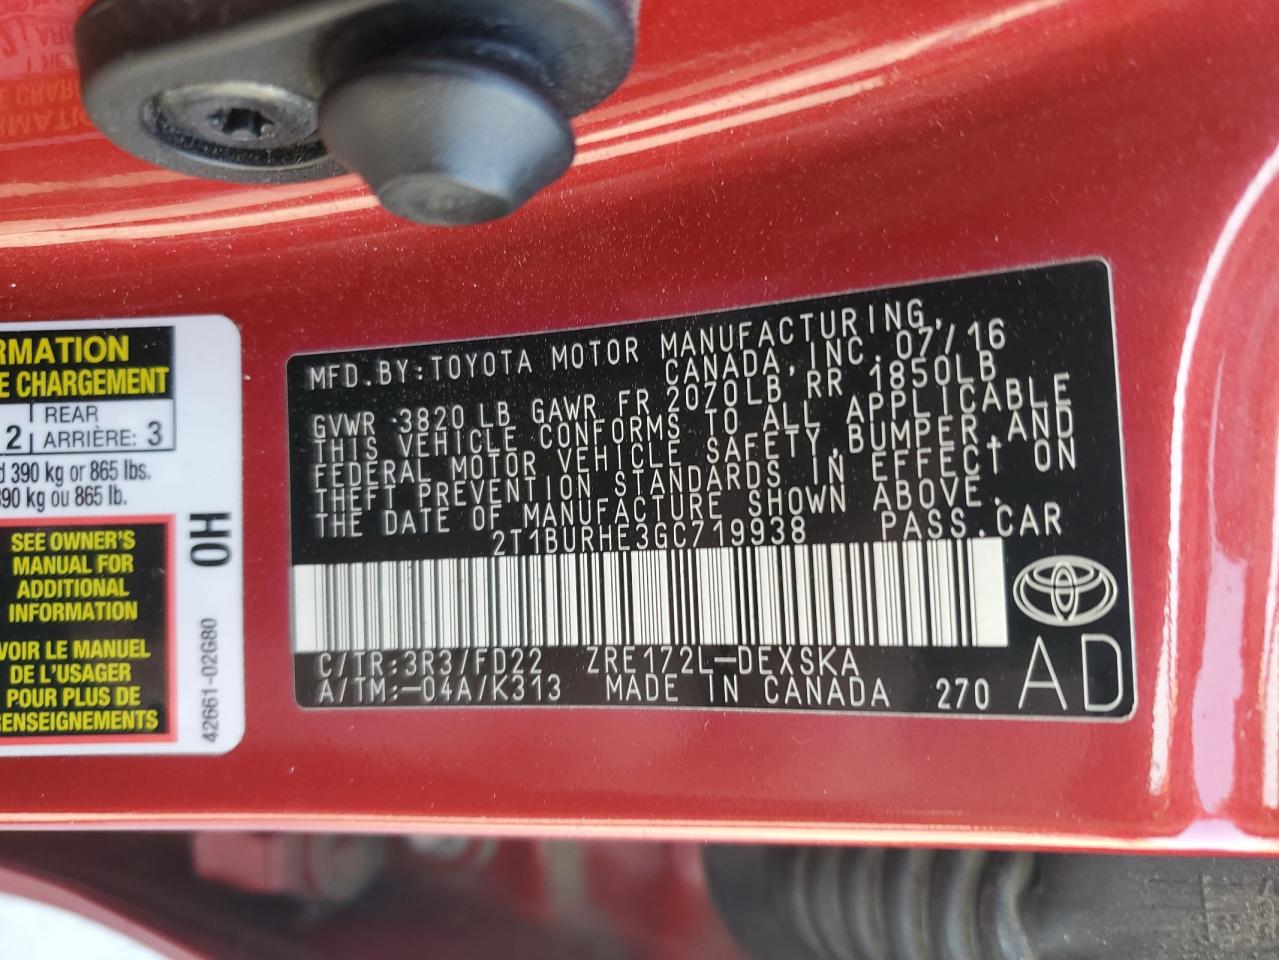 RMATION
E CHARGEMENT
2 REAR
ARRIÈRE: 3
390 kg or 865 lbs.
390 kg ou 865 lb.
SEE OWNER'S
MANUAL FOR
ADDITIONAL
INFORMATION
VOIR LE MANUEL
DE L'USAGER
POUR PLUS DE
RENSEIGNEMENTS
OH
42661-02G80
MFD.BY:TOYOTA MOTOR MANUFACTURING,
CANADA,INC.07/16
GVWR 3820 LB GAWR FR 2070LB RR 1850LB
THIS VEHICLE CONFORMS TO ALL APPLICABLE
FEDERAL MOTOR VEHICLE SAFETY,BUMPER,AND
THEFT PREVENTION STANDARDS IN EFFECT ON
THE DATE OF MANUFACTURE SHOWN ABOVE.
2T1BURHE3GC719938 PASS.CAR
C/TR:3R3/FD22 ZRE172L-DEXSKA
A/TM:-04A/K313 MADE IN CANADA 270
AD